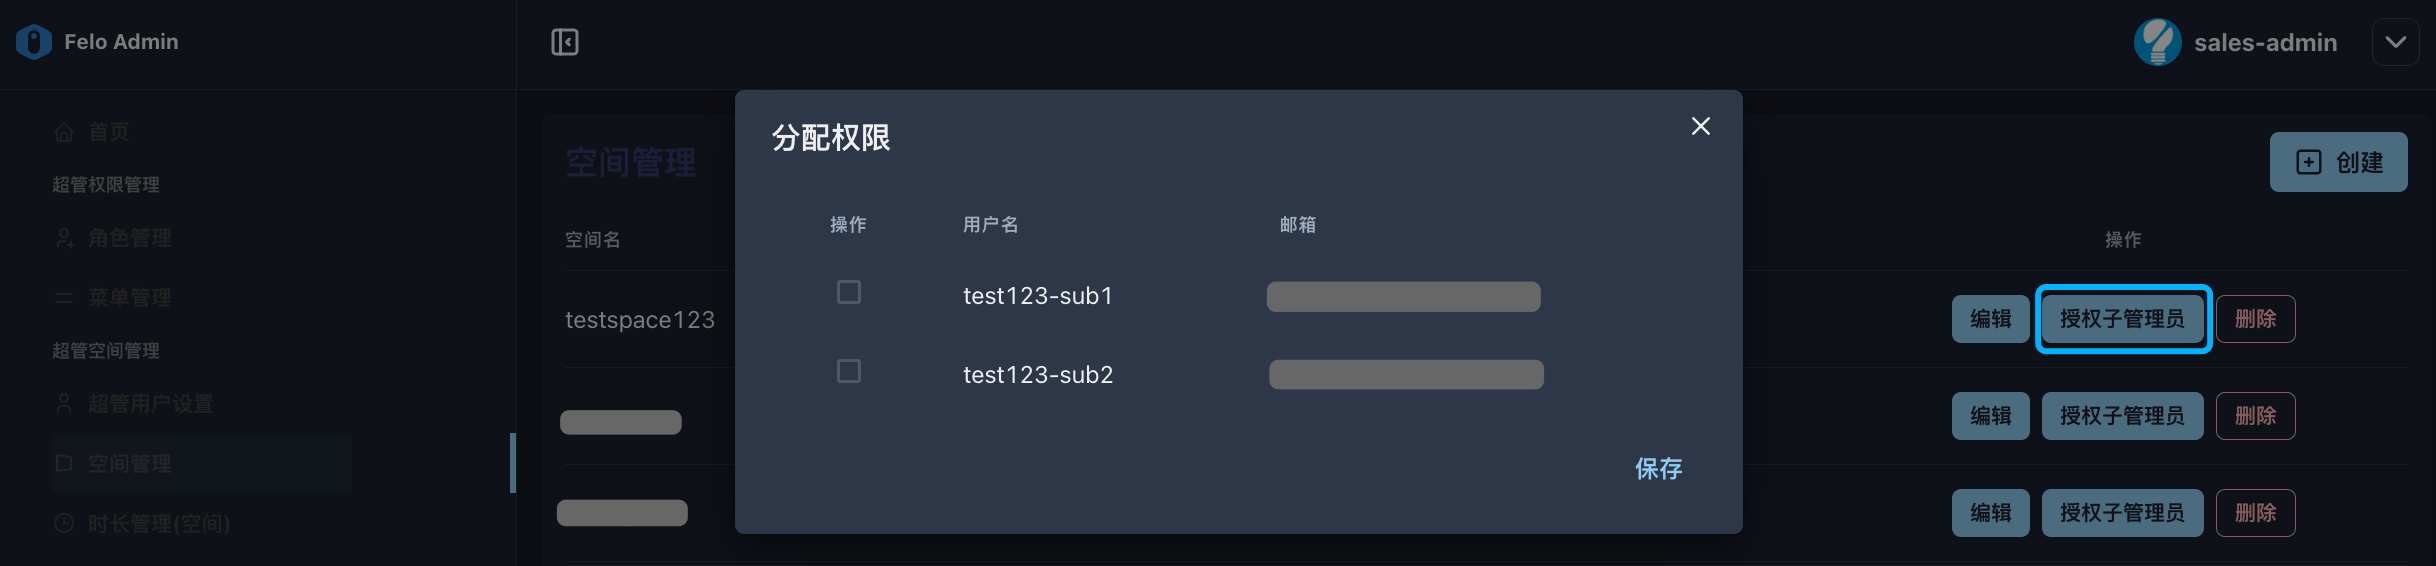 Felo Admin
sales-admin
首页
超管权限管理
角色管理
菜单管理
超管空间管理
超管用户设置
空间管理
时长管理(空间)
空间管理
创建
空间名
操作
testspace123
编辑 授权子管理员 删除
编辑 授权子管理员 删除
编辑 授权子管理员 删除
分配权限
操作 用户名 邮箱
test123-sub1
test123-sub2
保存